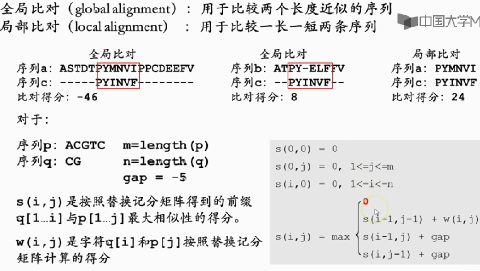 全局比对（global alignment）：用于比较两个长度近似的序列
局部比对（local alignment）：用于比较一长一短两条序列
中国大学M
全局比对
序列a: ASTDTPYMNVIPPCDEEFV
序列c: ------PYINVF-------
比对得分: -46
全局比对
序列b: ATPY-ELFFV
序列c: --PYINVF--
比对得分: 8
局部比对
序列a: PYMNVI
序列c: PYINVF
比对得分: 24
对于:
序列p: ACGTC m=length(p)
序列q: CG n=length(q)
gap = -5
s(i,j)是按照替换记分矩阵得到的前缀
q[1…i]与p[1…j]最大相似性的得分。
w(i,j)是字符q[i]和p[j]按照替换记分
矩阵计算的得分
s(0,0) = 0
s(0,j) = 0, 1<=j<=m
s(i,0) = 0, 1<=i<=n
0
s(i-1,j-1) + w(i,j)
s(i,j) = max s(i-1,j) + gap
s(i,j-1) + gap